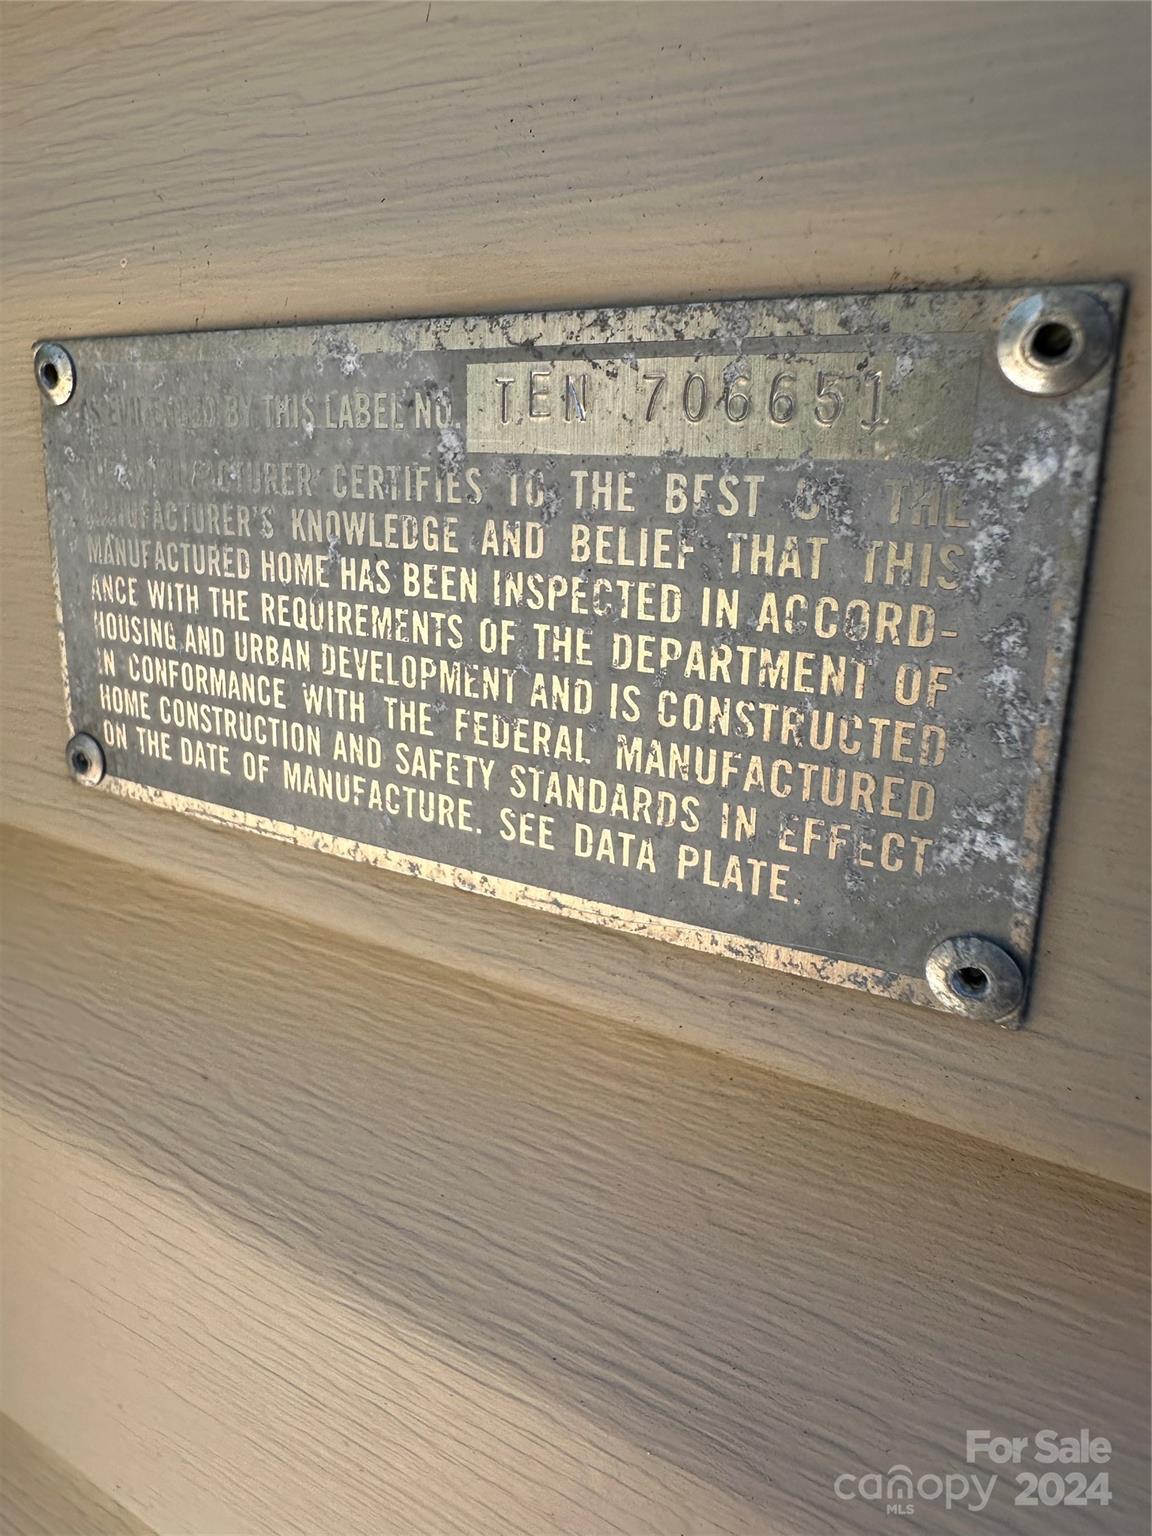 AS EVIDENCED BY THIS LABEL NO. TEN 706651
THE MANUFACTURER CERTIFIES TO THE BEST OF THE
MANUFACTURER'S KNOWLEDGE AND BELIEF THAT THIS
MANUFACTURED HOME HAS BEEN INSPECTED IN ACCORD-
ANCE WITH THE REQUIREMENTS OF THE DEPARTMENT OF
HOUSING AND URBAN DEVELOPMENT AND IS CONSTRUCTED
IN CONFORMANCE WITH THE FEDERAL MANUFACTURED
HOME CONSTRUCTION AND SAFETY STANDARDS IN EFFECT
ON THE DATE OF MANUFACTURE. SEE DATA PLATE.
For Sale
canopy MLS 2024